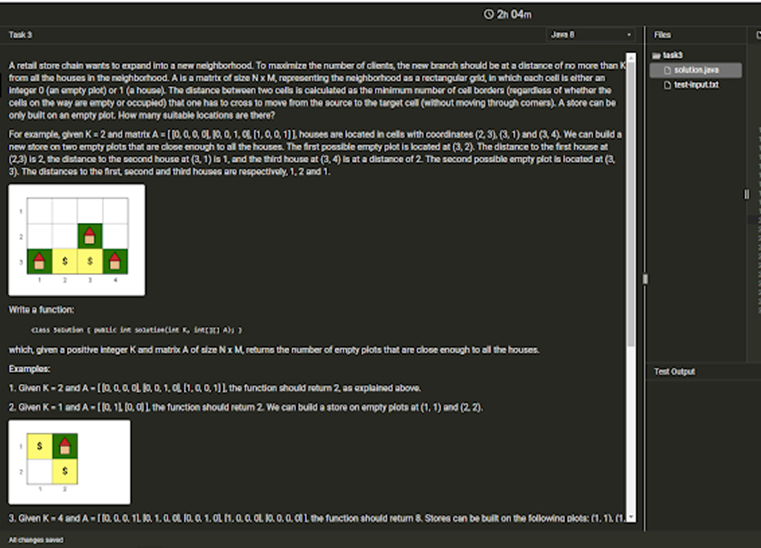 2h 04m
Task 3
Java 8
Files
A retail store chain wants to expand into a new neighborhood. To maximize the number of clients, the new branch should be at a distance of no more than K
from all the houses in the neighborhood. A is a matrix of size N x M, representing the neighborhood as a rectangular grid, in which each cell is either an
integer 0 (an empty plot) or 1 (a house). The distance between two cells is calculated as the minimum number of cell borders (regardless of whether the
cells on the way are empty or occupied) that one has to cross to move from the source to the target cell (without moving through corners). A store can be
only built on an empty plot. How many suitable locations are there?
For example, given K = 2 and matrix A = [ [0, 0, 0, 0], [0, 0, 1, 0], [1, 0, 0, 1] ], houses are located in cells with coordinates (2, 3), (3, 1) and (3, 4). We can build a
new store on two empty plots that are close enough to all the houses. The first possible empty plot is located at (3, 2). The distance to the first house at
(2,3) is 2, the distance to the second house at (3, 1) is 1, and the third house at (3, 4) is at a distance of 2. The second possible empty plot is located at (3,
3). The distances to the first, second and third houses are respectively, 1, 2 and 1.
1
2
3
$ $
1 2 3 4
Write a function:
class Solution { public int solution(int K, int[][] A); }
which, given a positive integer K and matrix A of size N x M, returns the number of empty plots that are close enough to all the houses.
Examples:
1. Given K = 2 and A = [ [0, 0, 0, 0], [0, 0, 1, 0], [1, 0, 0, 1] ], the function should return 2, as explained above.
2. Given K = 1 and A = [ [0, 1], [0, 0] ], the function should return 2. We can build a store on empty plots at (1, 1) and (2, 2).
1 $
2 $
1 2
3. Given K = 4 and A = [ [0, 0, 0, 1], [0, 1, 0, 0], [0, 0, 1, 0], [1, 0, 0, 0], [0, 0, 0, 0] ], the function should return 8. Stores can be built on the following plots: (1, 1), (1,
All changes saved
task3
solution.java
test-input.txt
Test Output